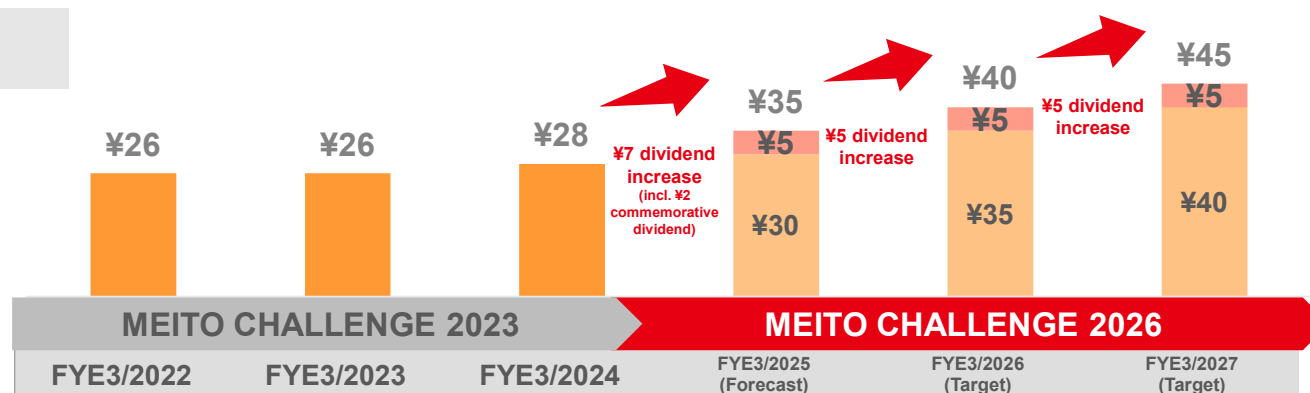 ¥26
¥26
¥28
¥7 dividend
increase
(incl. ¥2
commemorative
dividend)
¥35
¥5
¥30
¥5 dividend
increase
¥40
¥5
¥35
¥5 dividend
increase
¥45
¥5
¥40
MEITO CHALLENGE 2023
MEITO CHALLENGE 2026
FYE3/2022
FYE3/2023
FYE3/2024
FYE3/2025
(Forecast)
FYE3/2026
(Target)
FYE3/2027
(Target)